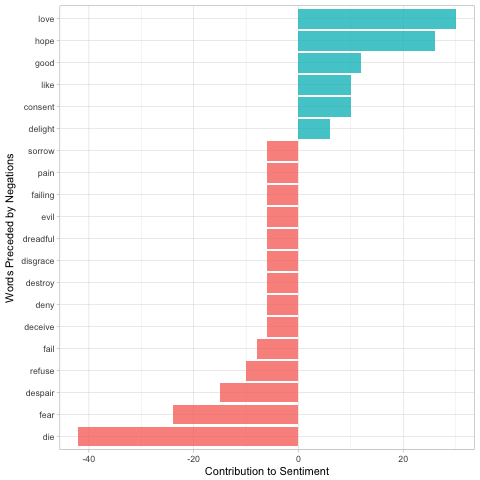 love
hope
good
like
consent
delight
sorrow
pain
failing
evil
dreadful
disgrace
destroy
deny
deceive
fail
refuse
despair
fear
die
Words Preceded by Negations
-40 -20 0 20
Contribution to Sentiment